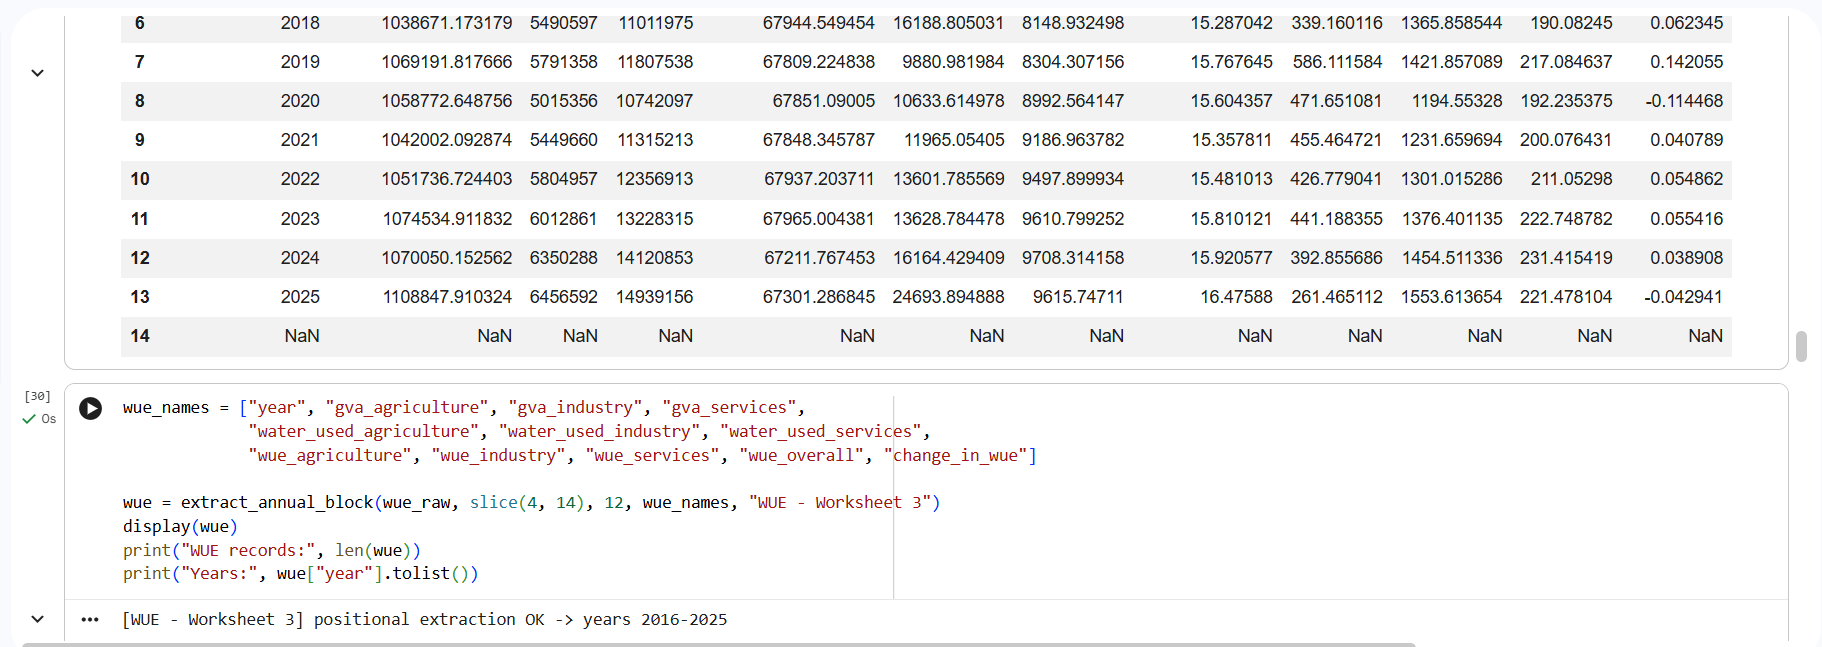 6 2018 1038671.173179 5490597 11011975 67944.549454 16188.805031 8148.932498 15.287042 339.160116 1365.858544 190.08245 0.062345
7 2019 1069191.817666 5791358 11807538 67809.224838 9880.981984 8304.307156 15.767645 586.111584 1421.857089 217.084637 0.142055
8 2020 1058772.648756 5015356 10742097 67851.09005 10633.614978 8992.564147 15.604357 471.651081 1194.55328 192.235375 -0.114468
9 2021 1042002.092874 5449660 11315213 67848.345787 11965.05405 9186.963782 15.357811 455.464721 1231.659694 200.076431 0.040789
10 2022 1051736.724403 5804957 12356913 67937.203711 13601.785569 9497.899934 15.481013 426.779041 1301.015286 211.05298 0.054862
11 2023 1074534.911832 6012861 13228315 67965.004381 13628.784478 9610.799252 15.810121 441.188355 1376.401135 222.748782 0.055416
12 2024 1070050.152562 6350288 14120853 67211.767453 16164.429409 9708.314158 15.920577 392.855686 1454.511336 231.415419 0.038908
13 2025 1108847.910324 6456592 14939156 67301.286845 24693.894888 9615.74711 16.47588 261.465112 1553.613654 221.478104 -0.042941
14 NaN NaN NaN NaN NaN NaN NaN NaN NaN NaN NaN NaN
[30]
0s
wue_names = ["year", "gva_agriculture", "gva_industry", "gva_services",
"water_used_agriculture", "water_used_industry", "water_used_services",
"wue_agriculture", "wue_industry", "wue_services", "wue_overall", "change_in_wue"]
wue = extract_annual_block(wue_raw, slice(4, 14), 12, wue_names, "WUE - Worksheet 3")
display(wue)
print("WUE records:", len(wue))
print("Years:", wue["year"].tolist())
[WUE - Worksheet 3] positional extraction OK -> years 2016-2025